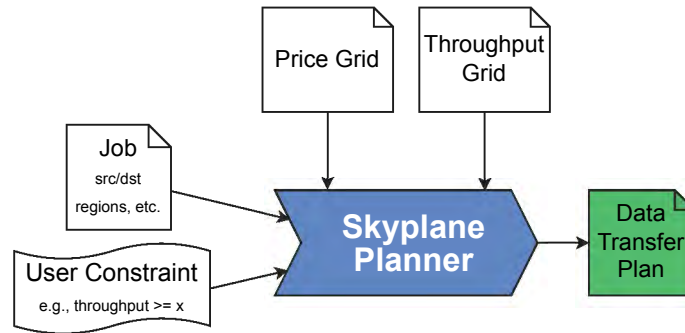 Price Grid
Throughput
Grid
Job
src/dst
regions, etc.
User Constraint
e.g., throughput >= x
Skyplane
Planner
Data
Transfer
Plan